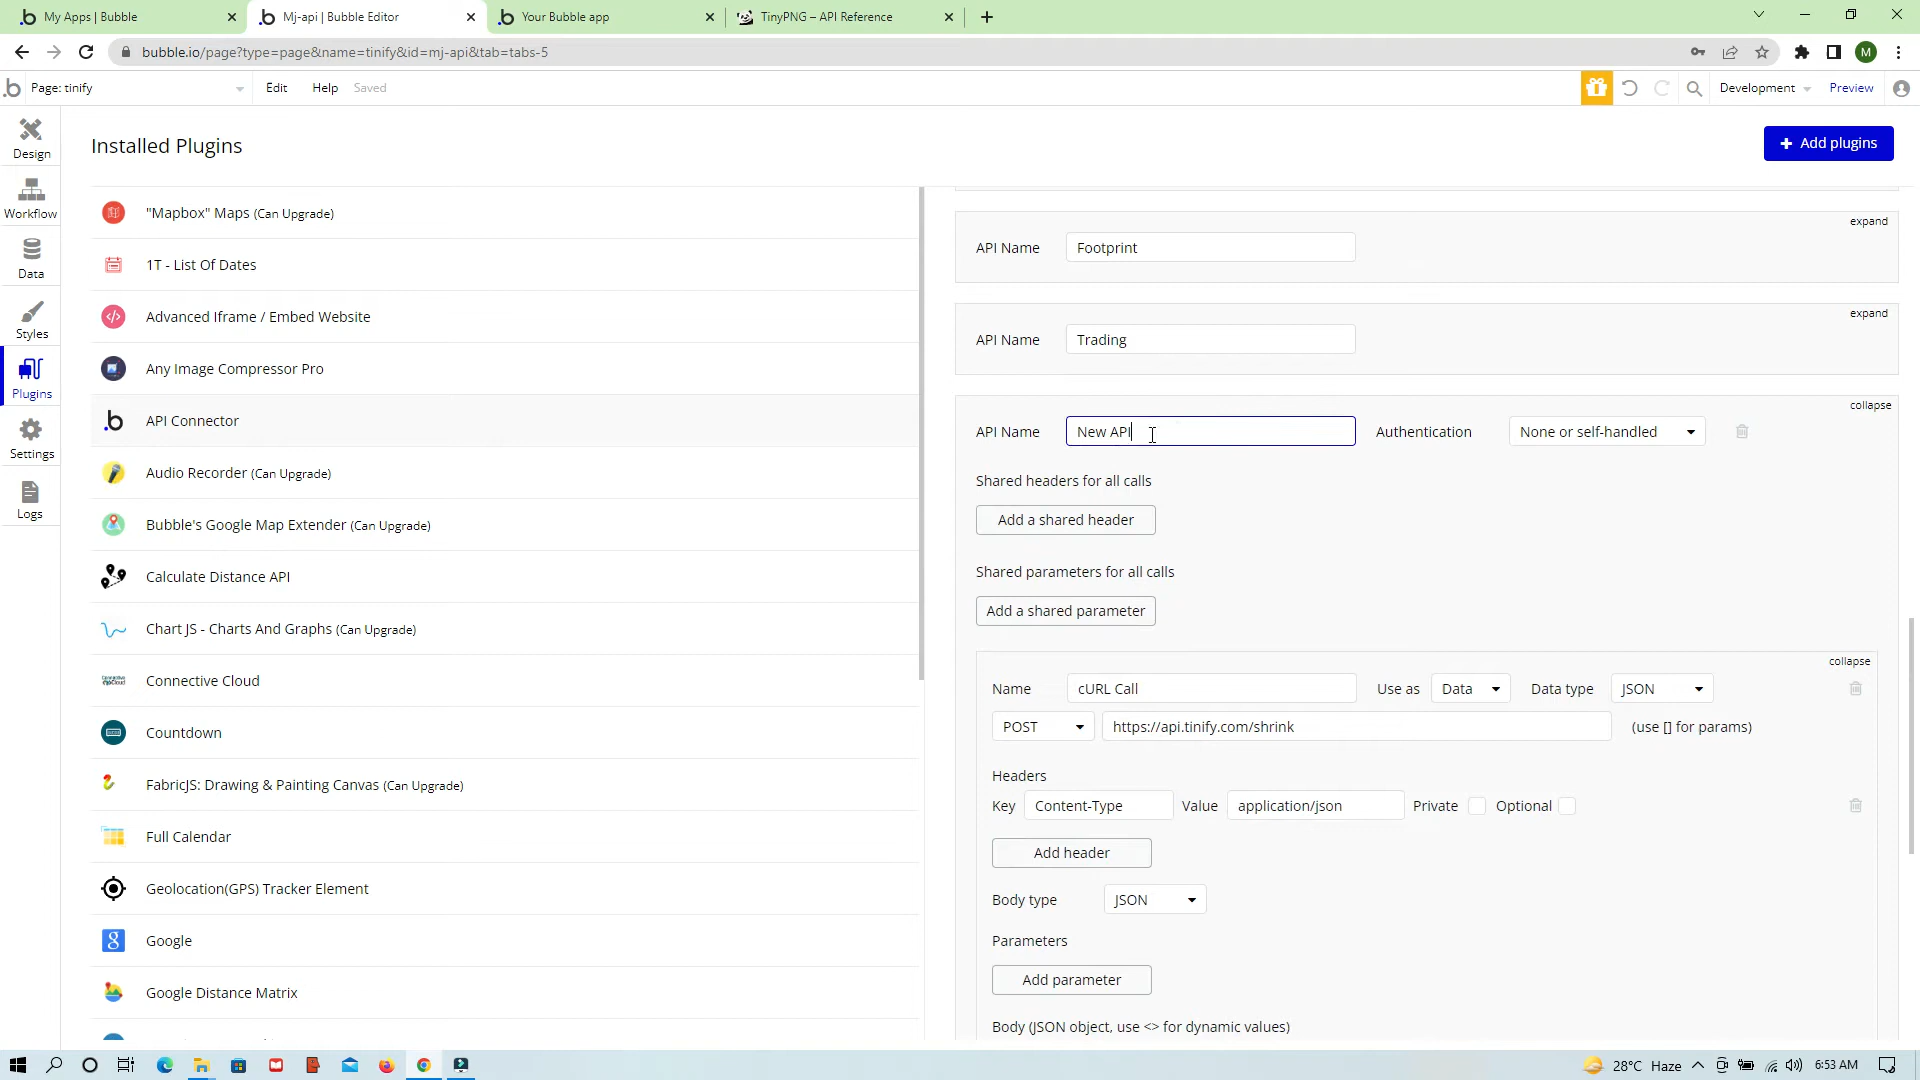 My Apps | Bubble
Mj-api | Bubble Editor
Your Bubble app
TinyPNG – API Reference
bubble.io/page?type=page&name=tinify&id=mj-api&tab=tabs-5
M
Page: tinify
Edit
Help
Saved
Development
Preview
Design
Workflow
Data
Styles
Plugins
Settings
Logs
Installed Plugins
+ Add plugins
"Mapbox" Maps (Can Upgrade)
1T - List Of Dates
Advanced Iframe / Embed Website
Any Image Compressor Pro
API Connector
Audio Recorder (Can Upgrade)
Bubble's Google Map Extender (Can Upgrade)
Calculate Distance API
Chart JS - Charts And Graphs (Can Upgrade)
Connective Cloud
Countdown
FabricJS: Drawing & Painting Canvas (Can Upgrade)
Full Calendar
Geolocation(GPS) Tracker Element
Google
Google Distance Matrix
expand
API Name Footprint
expand
API Name Trading
collapse
API Name New API Authentication None or self-handled
Shared headers for all calls
Add a shared header
Shared parameters for all calls
Add a shared parameter
collapse
Name cURL Call Use as Data Data type JSON
POST https://api.tinify.com/shrink (use [] for params)
Headers
Key Content-Type Value application/json Private Optional
Add header
Body type JSON
Parameters
Add parameter
Body (JSON object, use <> for dynamic values)
28°C Haze 6:53 AM